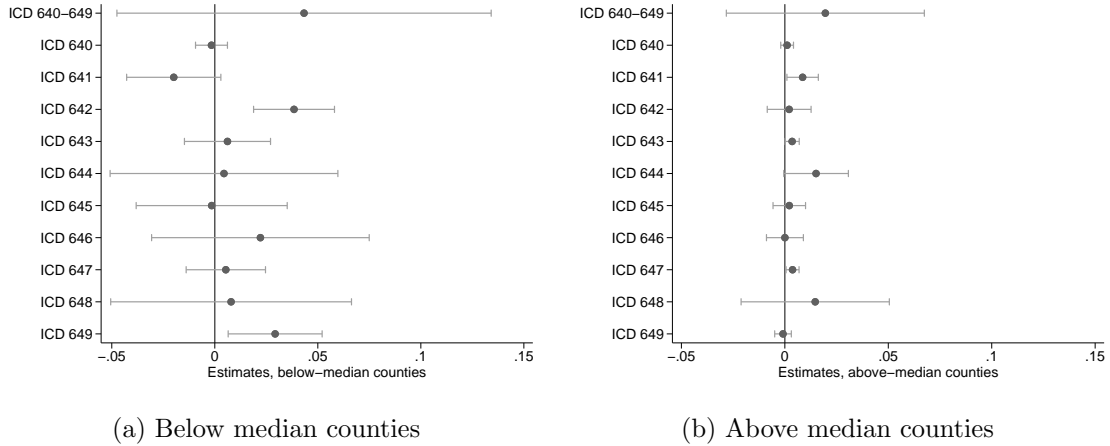 ICD 640−649
ICD 640
ICD 641
ICD 642
ICD 643
ICD 644
ICD 645
ICD 646
ICD 647
ICD 648
ICD 649
−.05 0 .05 .1 .15
Estimates, below−median counties
(a) Below median counties
ICD 640−649
ICD 640
ICD 641
ICD 642
ICD 643
ICD 644
ICD 645
ICD 646
ICD 647
ICD 648
ICD 649
−.05 0 .05 .1 .15
Estimates, above−median counties
(b) Above median counties